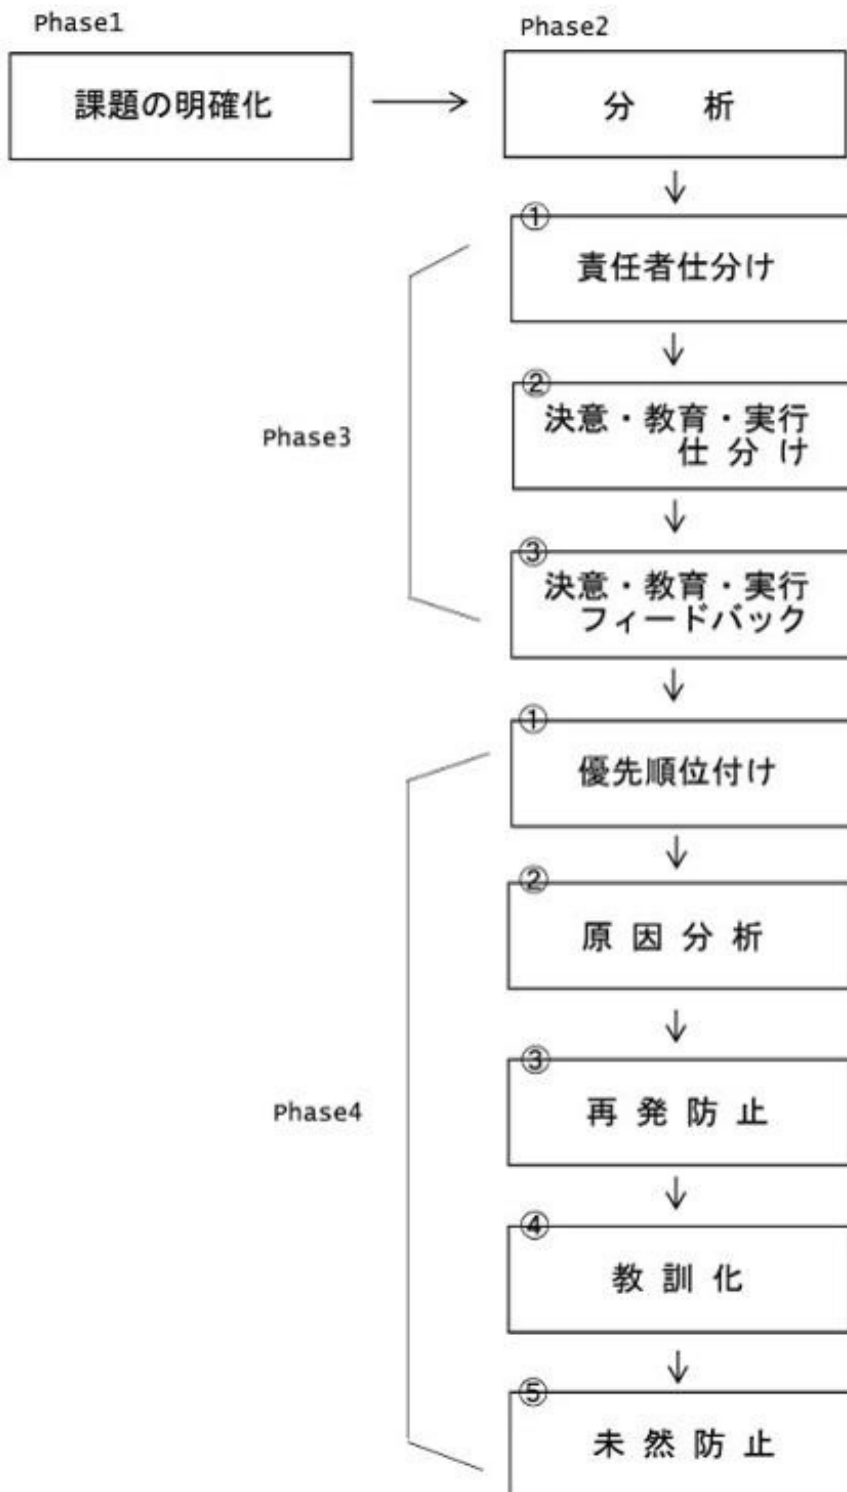 Phase1
課題の明確化
Phase2
分　析
①
責任者仕分け
②
決意・教育・実行
仕 分 け
③
決意・教育・実行
フィードバック
Phase3
①
優先順位付け
②
原 因 分 析
③
再 発 防 止
④
教 訓 化
⑤
未 然 防 止
Phase4